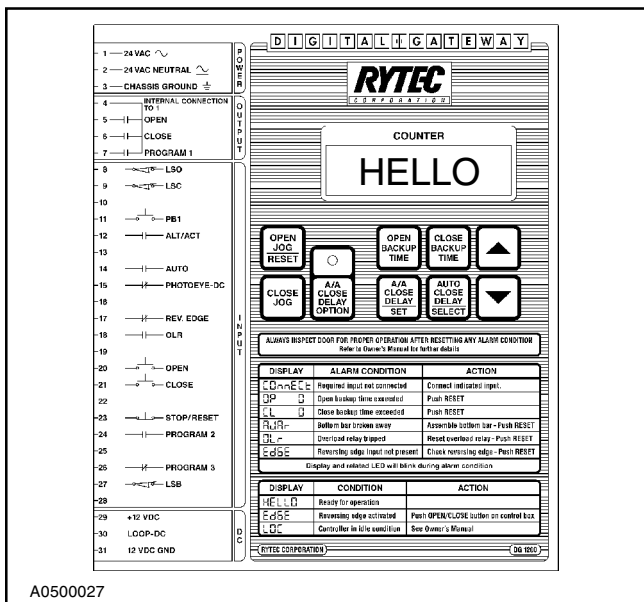 DIGITAL GATEWAY
1 24 VAC
2 24 VAC NEUTRAL
3 CHASSIS GROUND
POWER
4 INTERNAL CONNECTION TO 1
5 OPEN
6 CLOSE
7 PROGRAM 1
OUTPUT
8 LSO
9 LSC
10
11 PB1
12 ALT/ACT
13
14 AUTO
15 PHOTOEYE-DC
16
17 REV. EDGE
18 OLR
19
20 OPEN
21 CLOSE
22
23 STOP/RESET
24 PROGRAM 2
25
26 PROGRAM 3
27 LSB
28
INPUT
29 +12 VDC
30 LOOP-DC
31 12 VDC GND
DC
RYTEC
CORPORATION
COUNTER
HELLO
OPEN JOG RESET
OPEN BACKUP TIME
CLOSE BACKUP TIME
CLOSE JOG
A/A CLOSE DELAY OPTION
A/A CLOSE DELAY SET
AUTO CLOSE DELAY SELECT
ALWAYS INSPECT DOOR FOR PROPER OPERATION AFTER RESETTING ANY ALARM CONDITION
Refer to Owner's Manual for further details
DISPLAY ALARM CONDITION ACTION
COnnECt Required input not connected Connect indicated input.
OP 0 Open backup time exceeded Push RESET
CL 0 Close backup time exceeded Push RESET
Bottom bar broken away Assemble bottom bar - Push RESET
OLr Overload relay tripped Reset overload relay - Push RESET
EdGE Reversing edge input not present Check reversing edge - Push RESET
Display and related LED will blink during alarm condition
DISPLAY CONDITION ACTION
HELLO Ready for operation
EdGE Reversing edge activated Push OPEN/CLOSE button on control box
LOC Controller in idle condition See Owner's Manual
RYTEC CORPORATION DG 1200
A0500027